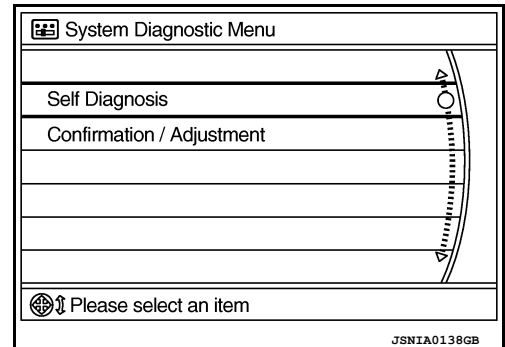 System Diagnostic Menu
Self Diagnosis
Confirmation / Adjustment
Please select an item
JSNIA0138GB